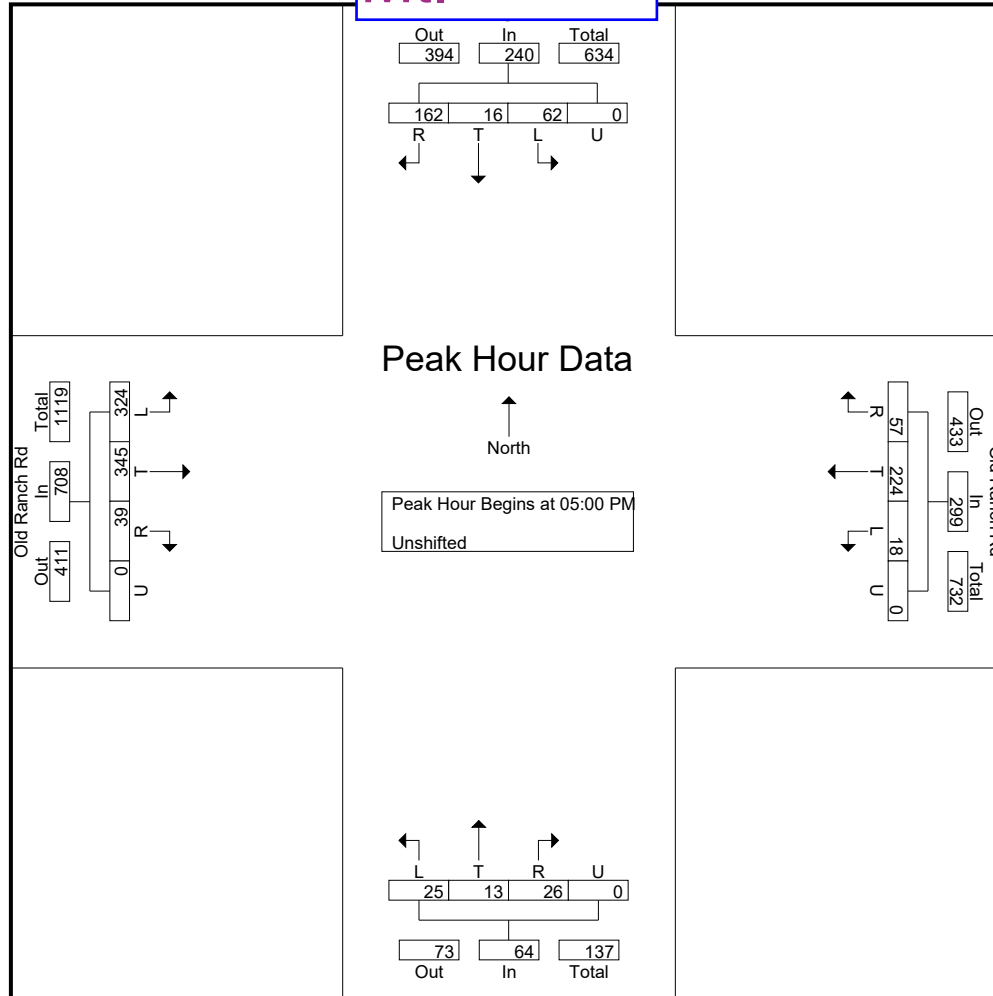 Out In Total
394 240 634
162 16 62 0
R T L U
Peak Hour Data
North
Peak Hour Begins at 05:00 PM
Unshifted
Old Ranch Rd
Total In Out
1119 708 411
324 345 39 0
L T R U
R T L U
57 224 18 0
Out In Total
433 299 732
L T R U
25 13 26 0
73 64 137
Out In Total